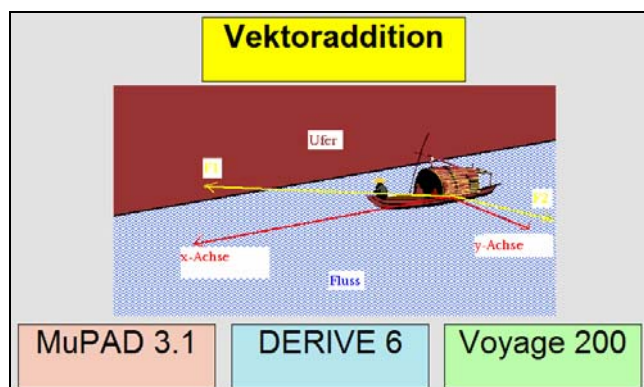 Vektoraddition
Ufer
F1
F2
x-Achse
y-Achse
Fluss
MuPAD 3.1
DERIVE 6
Voyage 200